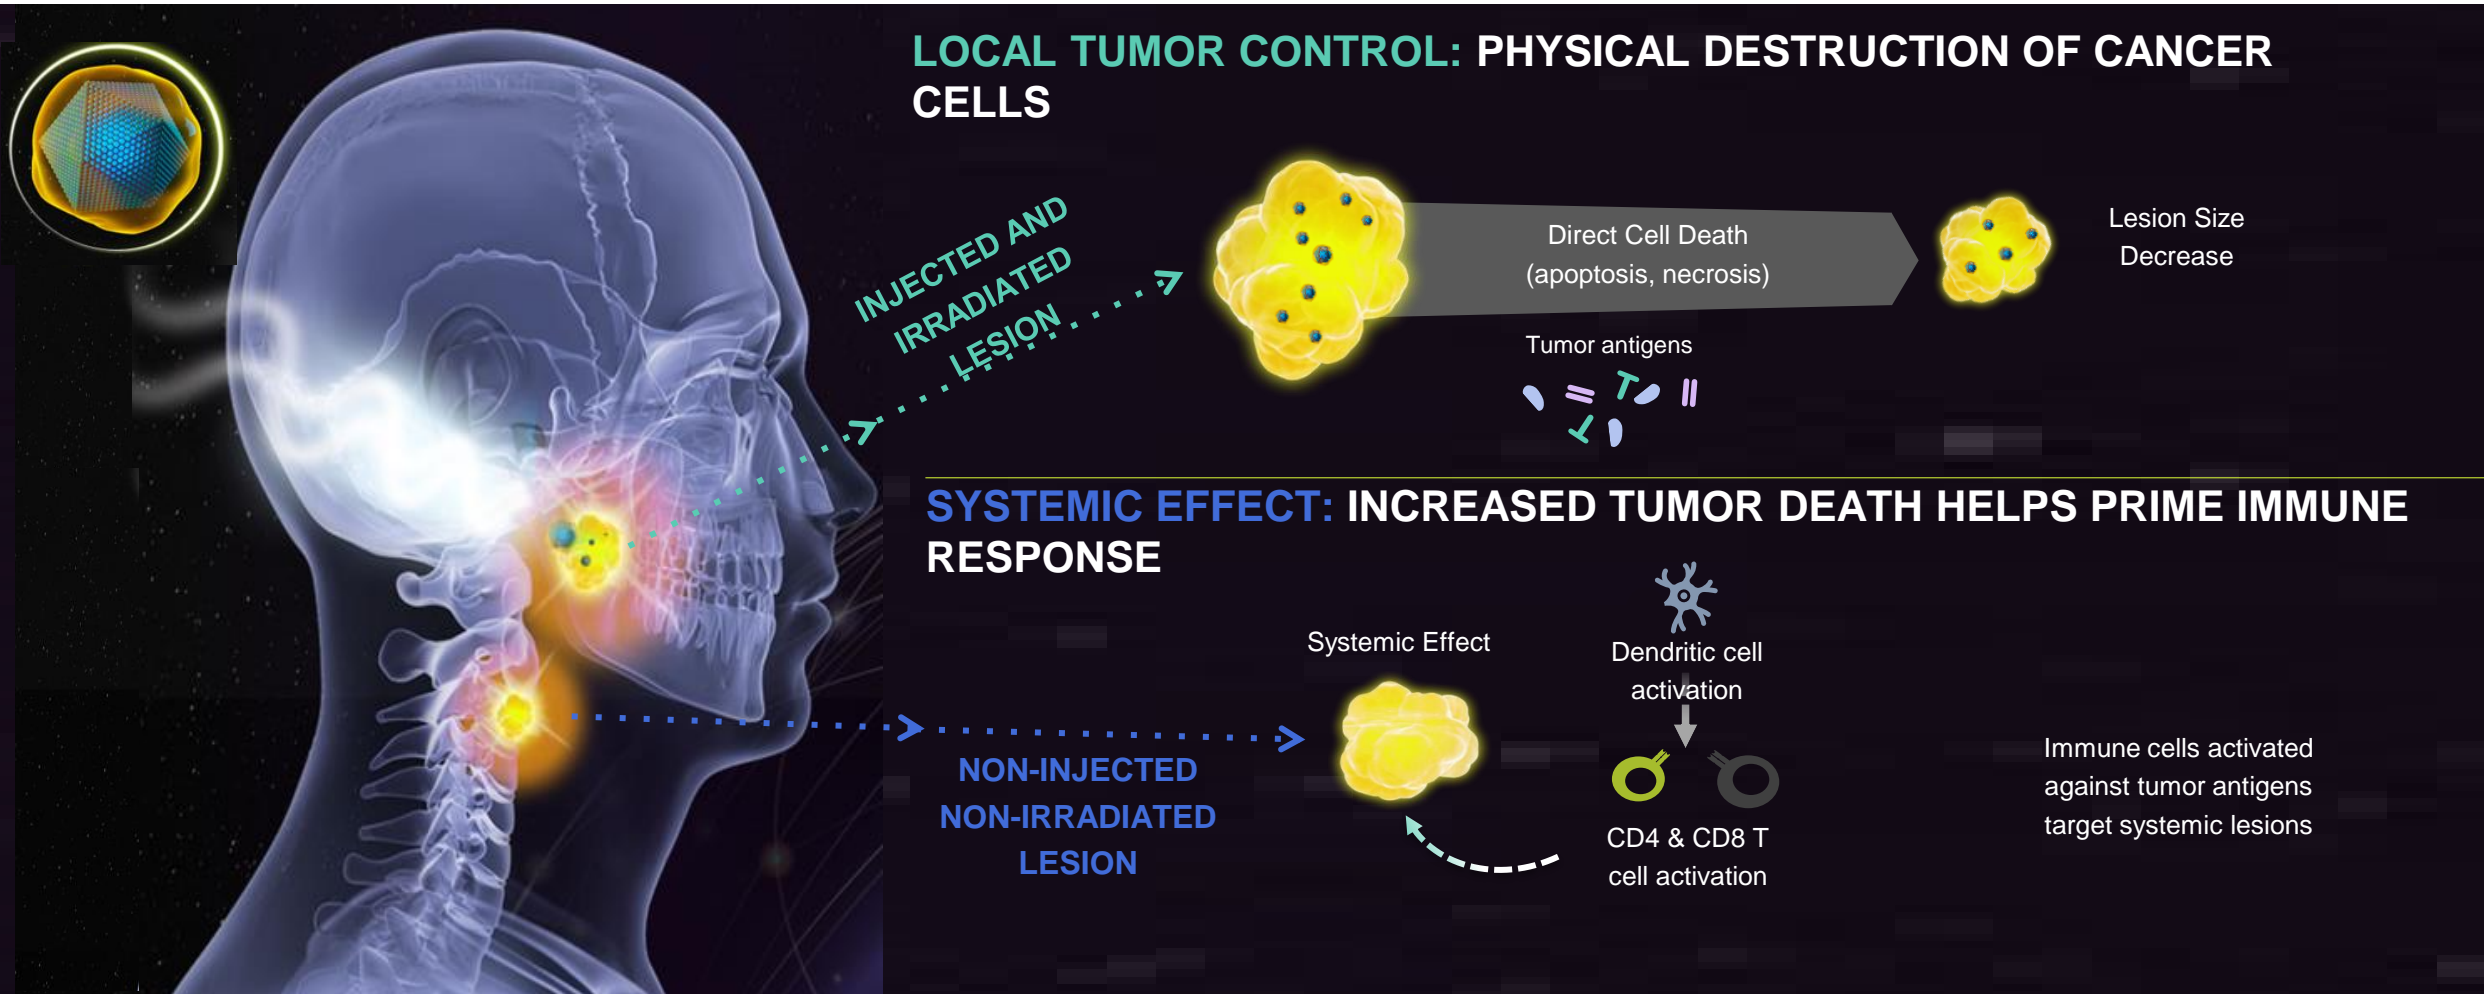 LOCAL TUMOR CONTROL: PHYSICAL DESTRUCTION OF CANCER
CELLS
INJECTED AND
IRRADIATED
LESION
Direct Cell Death
(apoptosis, necrosis)
Lesion Size
Decrease
Tumor antigens
SYSTEMIC EFFECT: INCREASED TUMOR DEATH HELPS PRIME IMMUNE
RESPONSE
Systemic Effect
Dendritic cell
activation
NON-INJECTED
NON-IRRADIATED
LESION
CD4 & CD8 T
cell activation
Immune cells activated
against tumor antigens
target systemic lesions